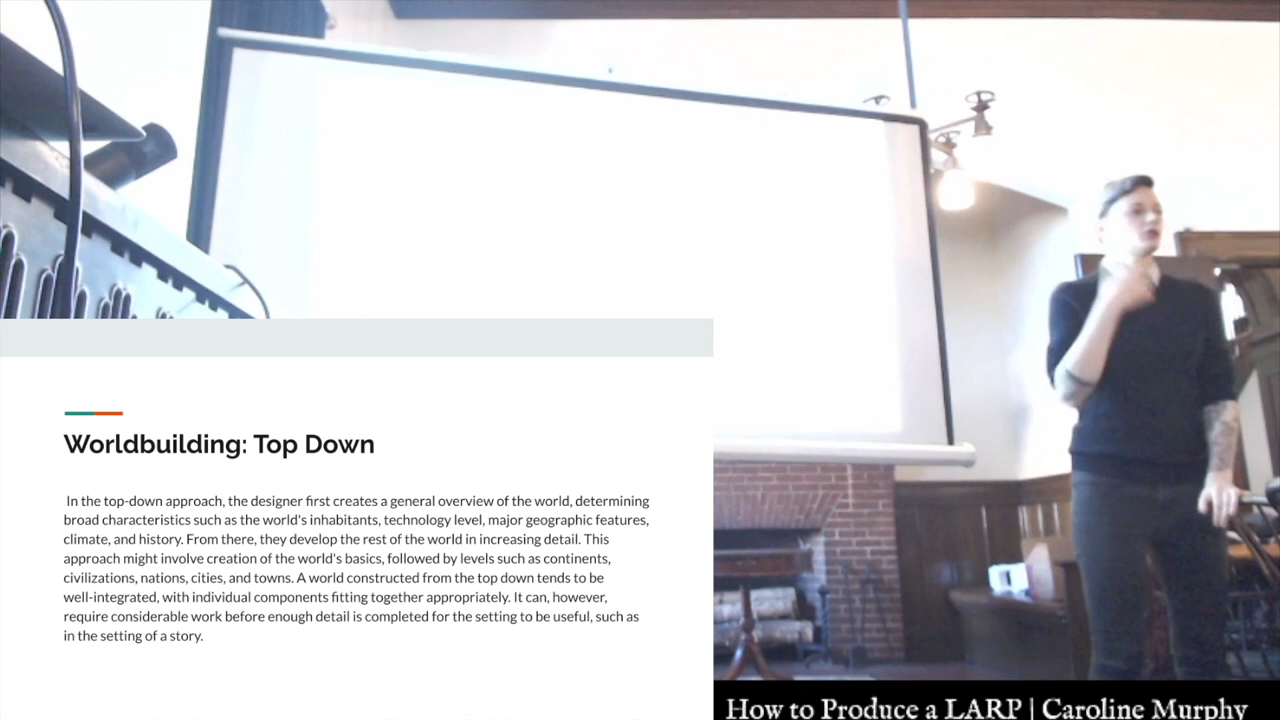 Worldbuilding: Top Down
In the top-down approach, the designer first creates a general overview of the world, determining
broad characteristics such as the world's inhabitants, technology level, major geographic features,
climate, and history. From there, they develop the rest of the world in increasing detail. This
approach might involve creation of the world's basics, followed by levels such as continents,
civilizations, nations, cities, and towns. A world constructed from the top down tends to be
well-integrated, with individual components fitting together appropriately. It can, however,
require considerable work before enough detail is completed for the setting to be useful, such as
in the setting of a story.
How to Produce a LARP | Caroline Murphy